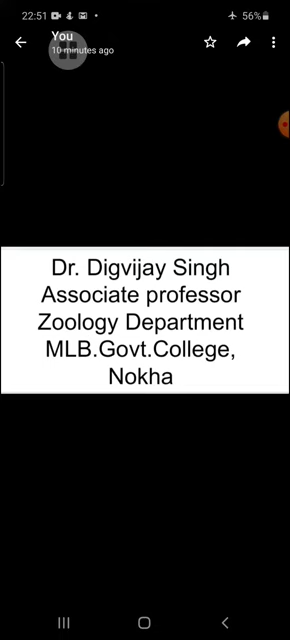 22:51
56%
You
10 minutes ago
Dr. Digvijay Singh
Associate professor
Zoology Department
MLB.Govt.College,
Nokha